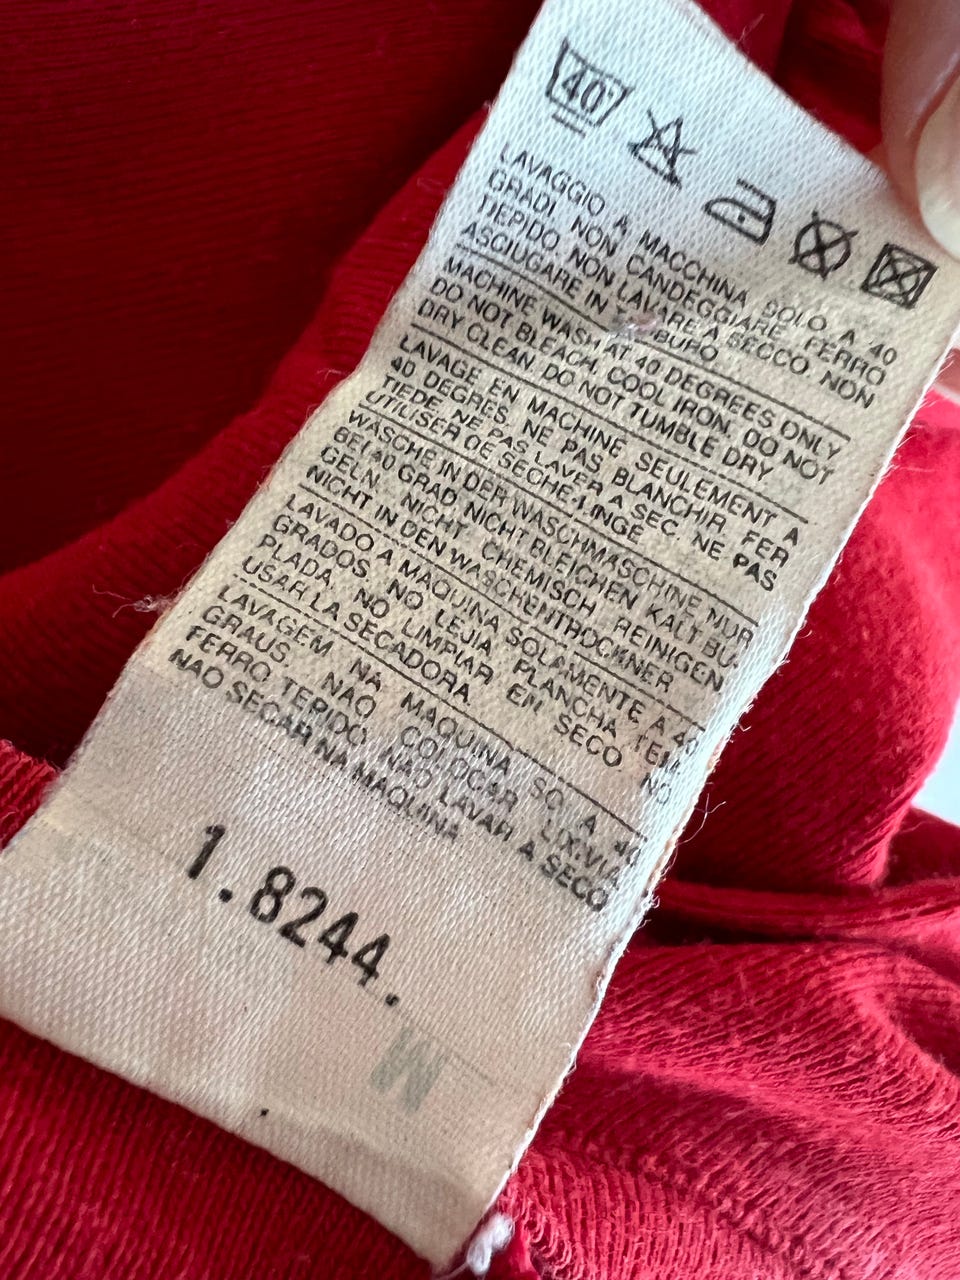 40°
LAVAGGIO A MACCHINA SOLO A 40
GRADI. NON CANDEGGIARE. FERRO
TIEPIDO. NON LAVARE A SECCO. NON
ASCIUGARE IN TAMBURO.
MACHINE WASH AT 40 DEGREES ONLY
DO NOT BLEACH. COOL IRON. DO NOT
DRY CLEAN. DO NOT TUMBLE DRY
LAVAGE EN MACHINE SEULEMENT A
40 DEGRES. NE PAS BLANCHIR. FER
TIEDE. NE PAS LAVER A SEC. NE PAS
UTILISER DE SECHE-LINGE
WASCHE IN DER WASCHMASCHINE NUR
BEI 40 GRAD NICHT BLEICHEN KALT BU
GELN. NICHT CHEMISCH REINIGEN
NICHT IN DEN WASCHENTROCKNER
LAVADO A MAQUINA SOLAMENTE A 40
GRADOS. NO LEJIA. PLANCHA TEM
PLADA. NO LIMPIAR EN SECO. NO
USAR LA SECADORA.
LAVAGEM NA MAQUINA SO A 40
GRAUS. NAO COLOCAR LIXIVIA
FERRO TEPIDO. NAO LAVAR A SECO
NAO SECAR NA MAQUINA
1.8244.